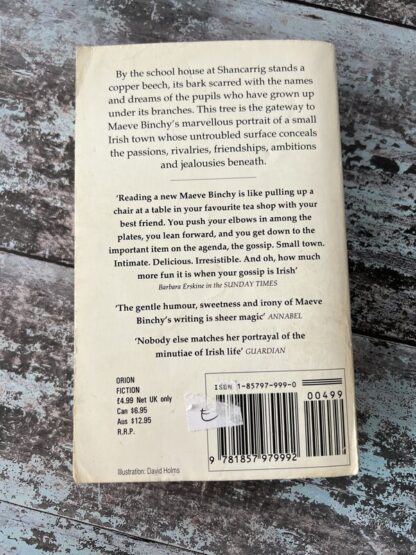 By the school house at Shancarrig stands a
copper beech, its bark scarred with the names
and dreams of the pupils who have grown up
under its branches. This tree is the gateway to
Maeve Binchy's marvellous portrait of a small
Irish town whose untroubled surface conceals
the passions, rivalries, friendships, ambitions
and jealousies beneath.
'Reading a new Maeve Binchy is like pulling up a
chair at a table in your favourite tea shop with your
best friend. You push your elbows in among the
plates, you lean forward, and you get down to the
important item on the agenda, the gossip. Small town.
Intimate. Delicious. Irresistible. And oh, how much
more fun it is when your gossip is Irish'
Barbara Erskine in the SUNDAY TIMES
'The gentle humour, sweetness and irony of Maeve
Binchy's writing is sheer magic' ANNABEL
'Nobody else matches her portrayal of the
minutiae of Irish life' GUARDIAN
ORION
FICTION
£4.99 Net UK only
Can $6.95
Aus $12.95
R.R.P.
ISBN 1-85797-999-0
00499
9 781857 979992
Illustration: David Holms